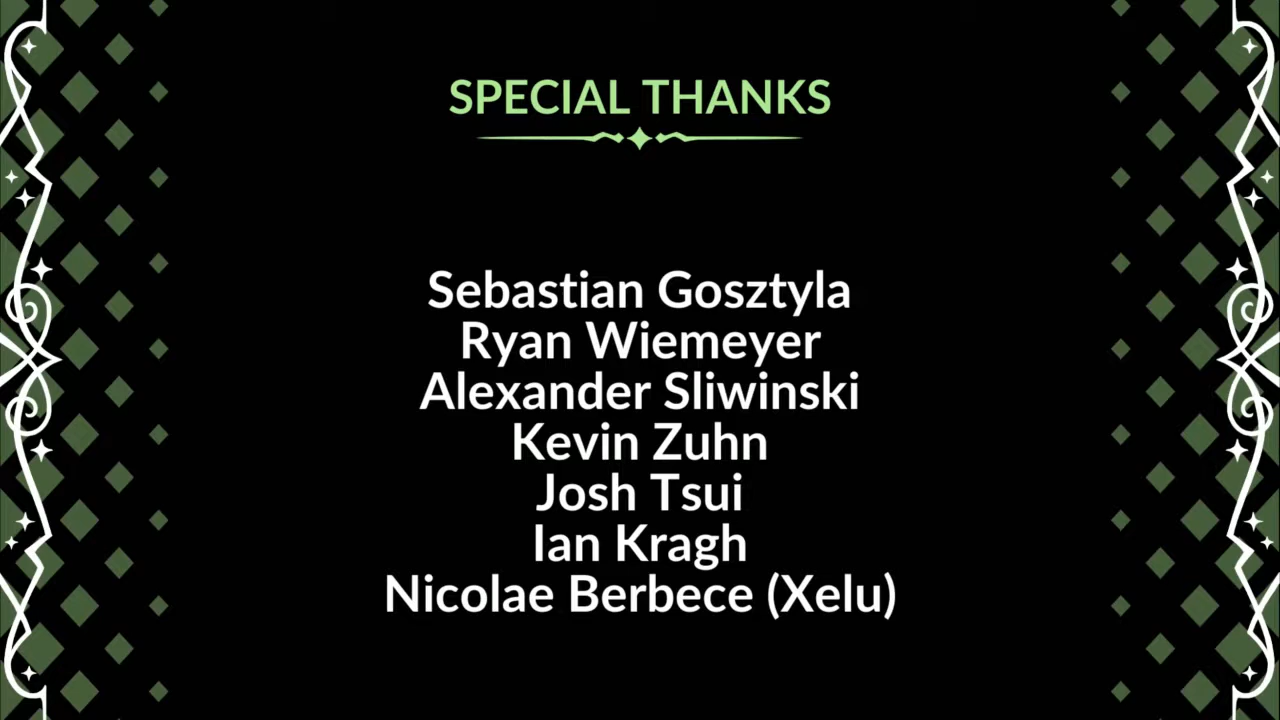 SPECIAL THANKS
Sebastian Gosztyla
Ryan Wiemeyer
Alexander Sliwinski
Kevin Zuhn
Josh Tsui
Ian Kragh
Nicolae Berbece (Xelu)